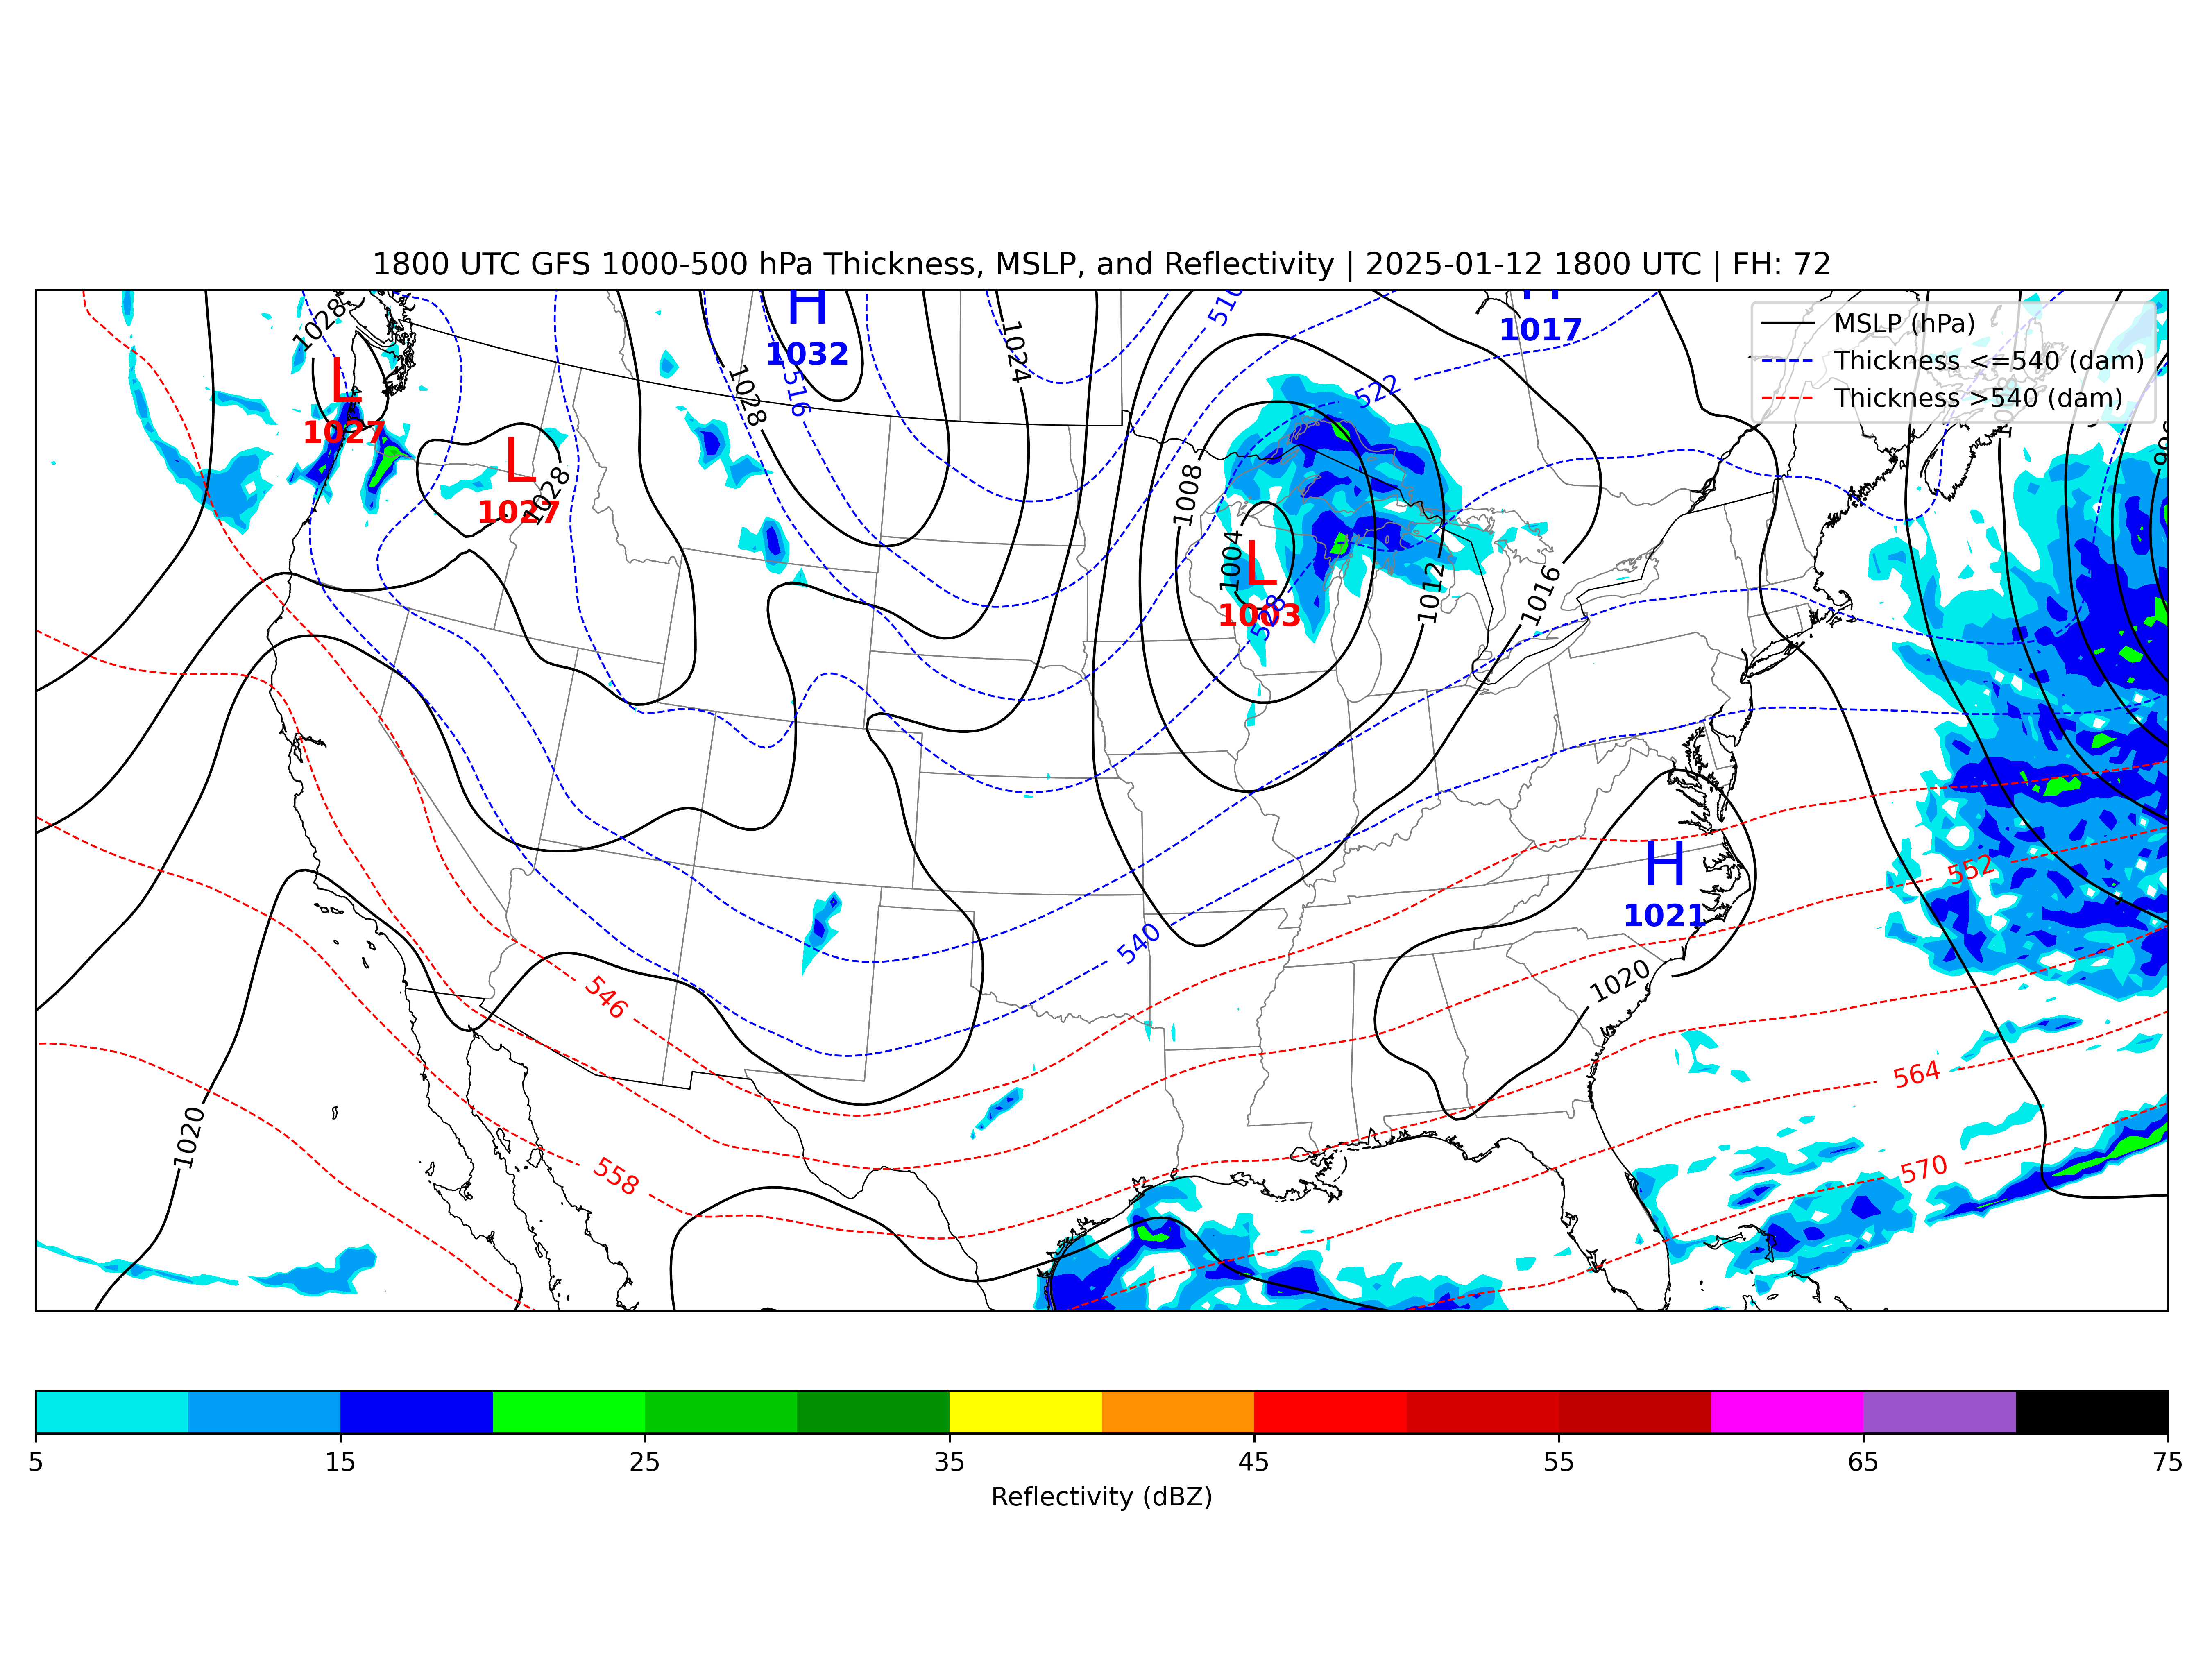 1800 UTC GFS 1000-500 hPa Thickness, MSLP, and Reflectivity | 2025-01-12 1800 UTC | FH: 72
MSLP (hPa)
Thickness <=540 (dam)
Thickness >540 (dam)
H
1032
H
1017
1028
1024
510
L
1027
1028
516
522
L
1027
1028
1008
1004
L
1003
528
1012
1016
H
1021
552
540
546
1020
564
1020
558
570
5 15 25 35 45 55 65 75
Reflectivity (dBZ)